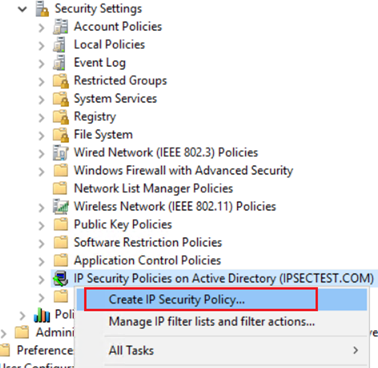 Security Settings
Account Policies
Local Policies
Event Log
Restricted Groups
System Services
Registry
File System
Wired Network (IEEE 802.3) Policies
Windows Firewall with Advanced Security
Network List Manager Policies
Wireless Network (IEEE 802.11) Policies
Public Key Policies
Software Restriction Policies
Application Control Policies
IP Security Policies on Active Directory (IPSECTEST.COM)
Create IP Security Policy...
Manage IP filter lists and filter actions...
All Tasks
Preference